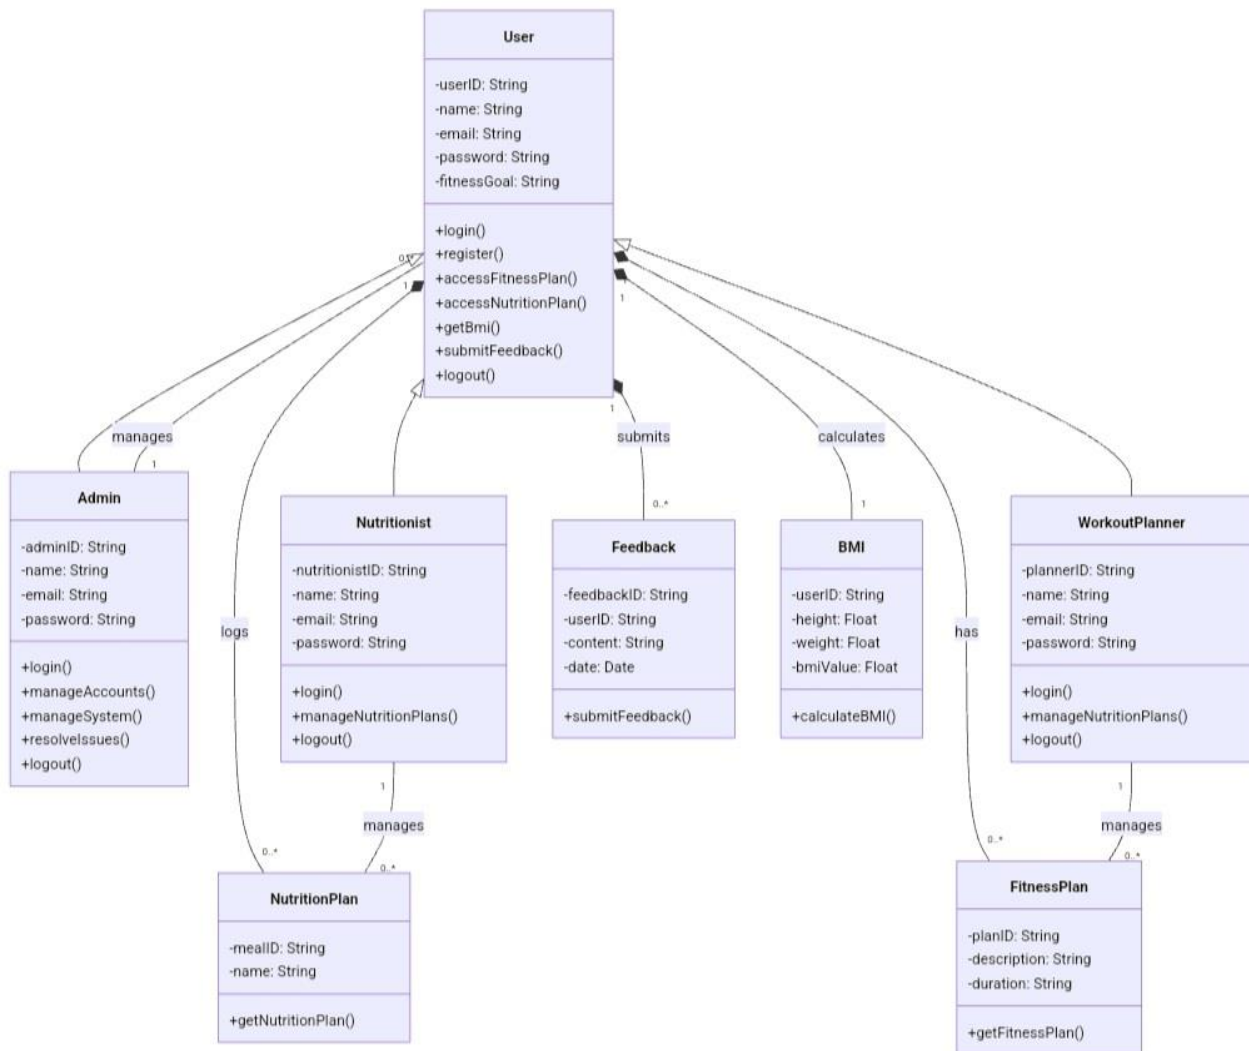 User
-userID: String
-name: String
-email: String
-password: String
-fitnessGoal: String
+login()
+register()
+accessFitnessPlan()
+accessNutritionPlan()
+getBmi()
+submitFeedback()
+logout()
0..*
1
1
1
manages
submits
calculates
1
Admin
-adminID: String
-name: String
-email: String
-password: String
+login()
+manageAccounts()
+manageSystem()
+resolveIssues()
+logout()
logs
Nutritionist
-nutritionistID: String
-name: String
-email: String
-password: String
+login()
+manageNutritionPlans()
+logout()
0..*
Feedback
-feedbackID: String
-userID: String
-content: String
-date: Date
+submitFeedback()
1
BMI
-userID: String
-height: Float
-weight: Float
-bmiValue: Float
+calculateBMI()
has
WorkoutPlanner
-plannerID: String
-name: String
-email: String
-password: String
+login()
+manageNutritionPlans()
+logout()
1
manages
0..*
0..*
1
manages
0..*
0..*
NutritionPlan
-mealID: String
-name: String
+getNutritionPlan()
FitnessPlan
-planID: String
-description: String
-duration: String
+getFitnessPlan()